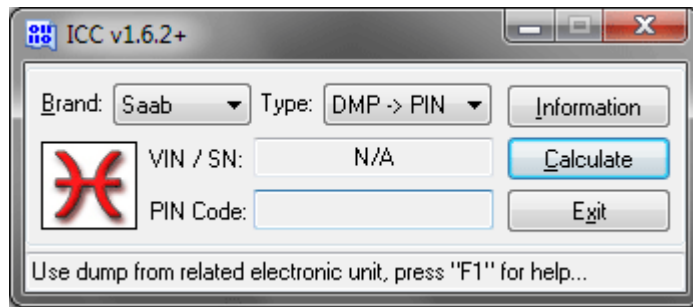 ICC v1.6.2+
Brand: Saab Type: DMP -> PIN Information
VIN / SN: N/A Calculate
PIN Code: Exit
Use dump from related electronic unit, press "F1" for help...